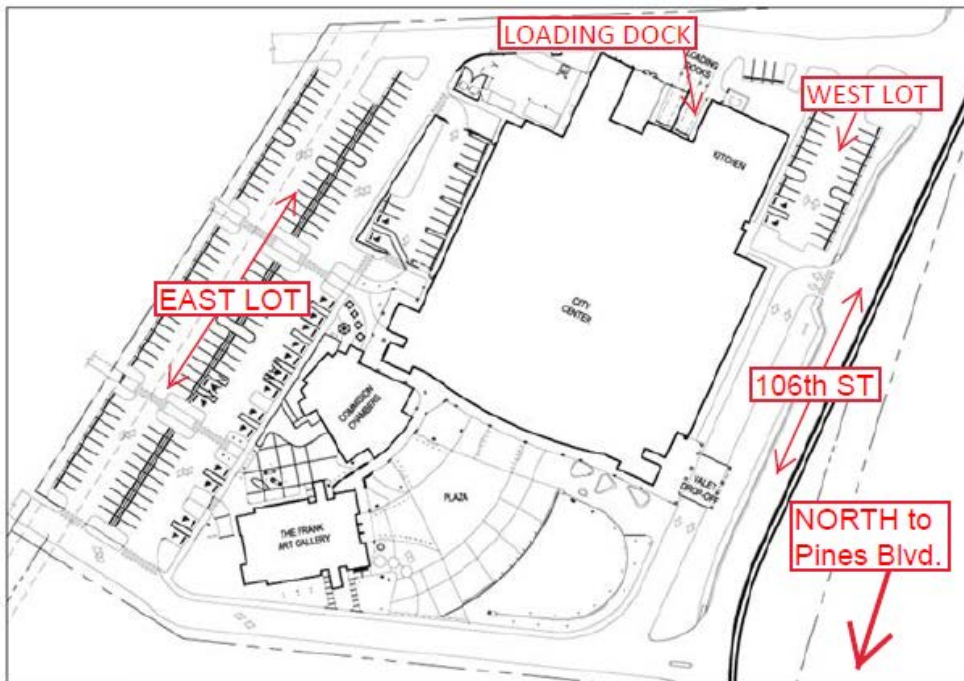 LOADING DOCK
LOADING
DOCKS
WEST LOT
KITCHEN
EAST LOT
CITY
CENTER
106th ST
COMMISSION
CHAMBERS
VALET
DROP-OFF
PLAZA
THE FRANK
ART GALLERY
NORTH to
Pines Blvd.